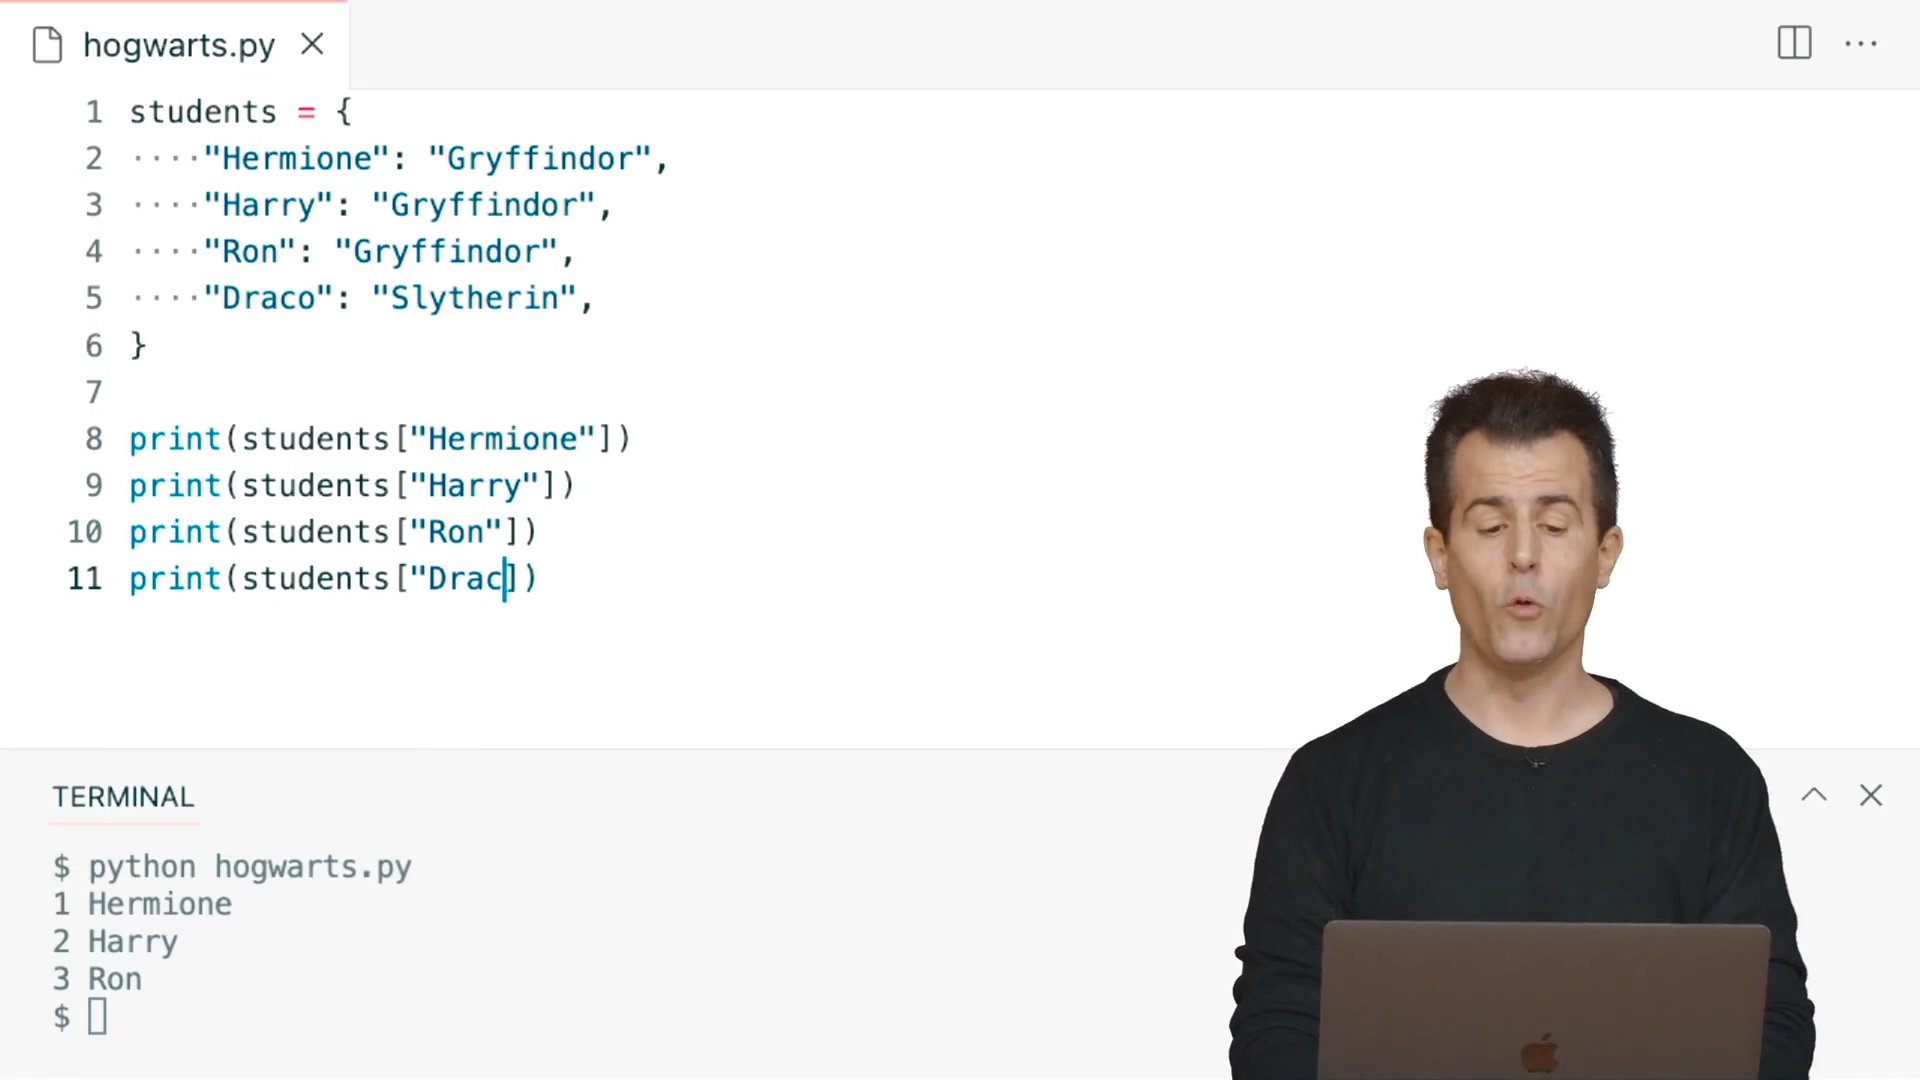 hogwarts.py
1 students = {
2 ····"Hermione": "Gryffindor",
3 ····"Harry": "Gryffindor",
4 ····"Ron": "Gryffindor",
5 ····"Draco": "Slytherin",
6 }
7
8 print(students["Hermione"])
9 print(students["Harry"])
10 print(students["Ron"])
11 print(students["Drac])
TERMINAL
$ python hogwarts.py
1 Hermione
2 Harry
3 Ron
$